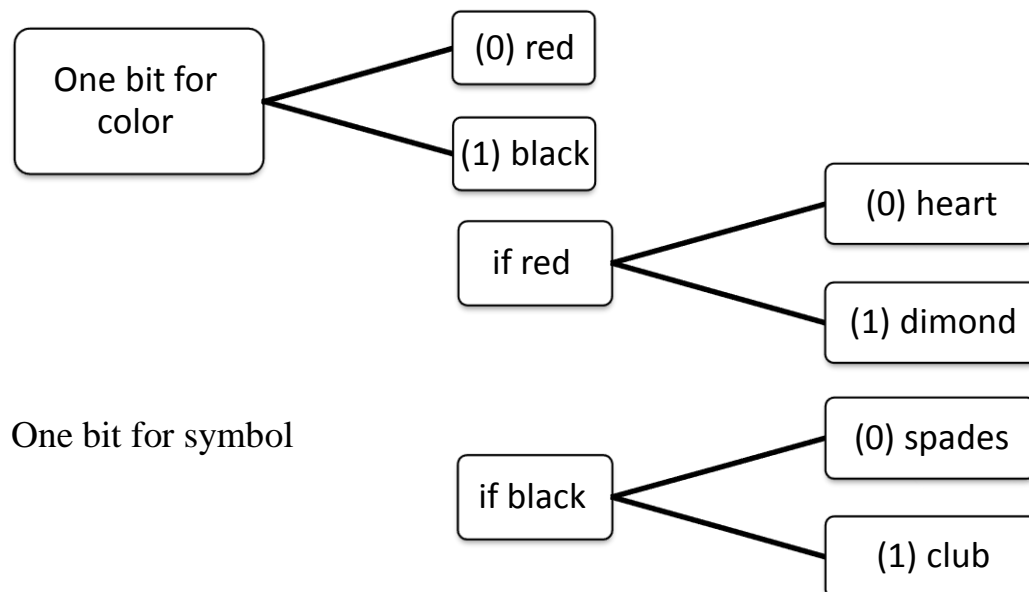 One bit for
color
(0) red
(1) black
if red
(0) heart
(1) dimond
One bit for symbol
if black
(0) spades
(1) club